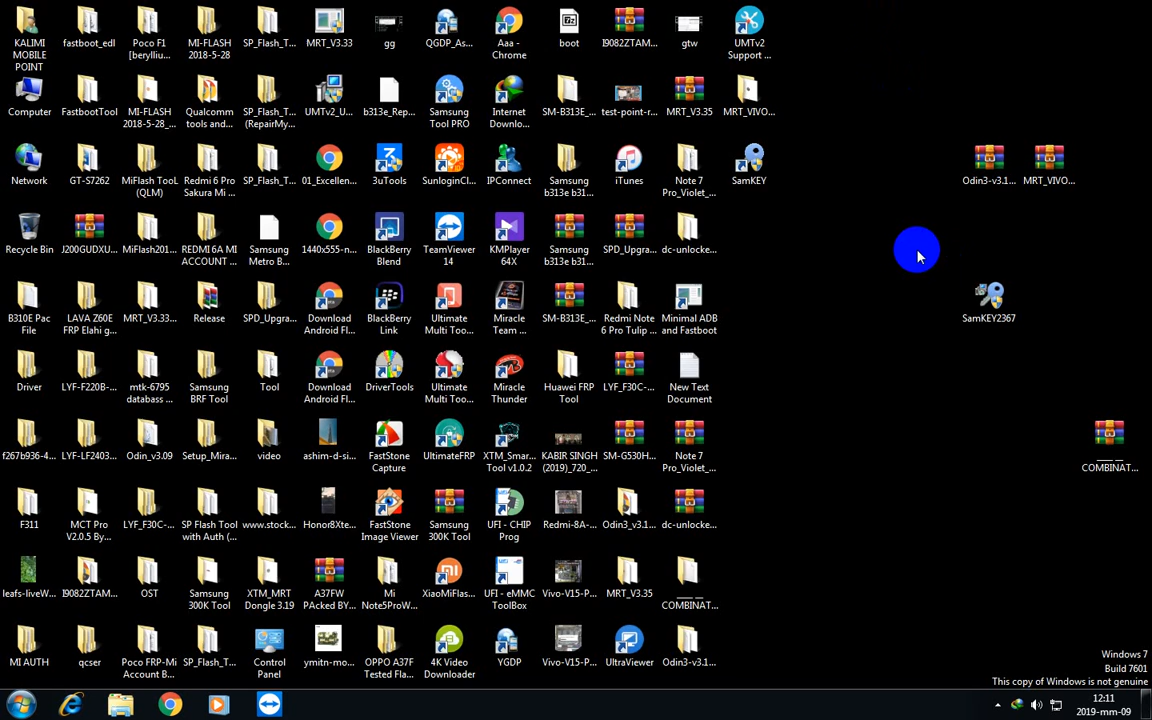 KALIMI
MOBILE
POINT
fastboot_edl
Poco F1
[berylliu...
MI-FLASH
2018-5-28
SP_Flash_T...
MRT_V3.33
gg
QGDP_As...
Aaa -
Chrome
boot
I9082ZTAM...
gtw
UMTv2
Support ...
Computer
FastbootTool
MI-FLASH
2018-5-28_...
Qualcomm
tools and...
SP_Flash_T...
(RepairMy...
UMTv2_U...
b313e_Rep...
Samsung
Tool PRO
Internet
Downlo...
SM-B313E_...
test-point-r...
MRT_V3.35
MRT_VIVO...
Network
GT-S7262
MiFlash TooL
(QLM)
Redmi 6 Pro
Sakura Mi ...
SP_Flash_T...
01_Excellen...
3uTools
SunloginCl...
IPConnect
Samsung
b313e b31...
iTunes
Note 7
Pro_Violet_...
SamKEY
Odin3-v3.1...
MRT_VIVO...
Recycle Bin
J200GUDXU...
MiFlash201...
REDMI 6A MI
ACCOUNT ...
Samsung
Metro B...
1440x555-n...
BlackBerry
Blend
TeamViewer
14
KMPlayer
64X
Samsung
b313e b31...
SPD_Upgra...
dc-unlocke...
B310E Pac
File
LAVA Z60E
FRP Elahi g...
MRT_V3.33...
Release
SPD_Upgra...
Download
Android Fl...
BlackBerry
Link
Ultimate
Multi Too...
Miracle
Team ...
SM-B313E_...
Redmi Note
6 Pro Tulip ...
Minimal ADB
and Fastboot
SamKEY2367
Driver
LYF-F220B-...
mtk-6795
databass ...
Samsung
BRF Tool
Tool
Download
Android Fl...
DriverTools
Ultimate
Multi Too...
Miracle
Thunder
Huawei FRP
Tool
LYF_F30C-...
New Text
Document
f267b936-4...
LYF-LF2403...
Odin_v3.09
Setup_Mira...
video
ashim-d-si...
FastStone
Capture
UltimateFRP
XTM_Smar...
Tool v1.0.2
KABIR SINGH
(2019)_720_...
SM-G530H...
Note 7
Pro_Violet_...
____ __
COMBINAT...
F311
MCT Pro
V2.0.5 By...
LYF_F30C-...
SP Flash Tool
with Auth (...
www.stock...
Honor8Xte...
FastStone
Image Viewer
Samsung
300K Tool
UFI - CHIP
Prog
Redmi-8A-...
Odin3_v3.1...
dc-unlocke...
leafs-liveW...
I9082ZTAM...
OST
Samsung
300K Tool
XTM_MRT
Dongle 3.19
A37FW
PAcked BY...
Mi
Note5ProW...
XiaoMiFlas...
UFI - eMMC
ToolBox
Vivo-V15-P...
MRT_V3.35
____ __
COMBINAT...
MI AUTH
qcser
Poco FRP-Mi
Account B...
SP_Flash_T...
Control
Panel
ymitn-mo...
OPPO A37F
Tested Fla...
4K Video
Downloader
YGDP
Vivo-V15-P...
UltraViewer
Odin3-v3.1...
Windows 7
Build 7601
This copy of Windows is not genuine
12:11
2019-mm-09